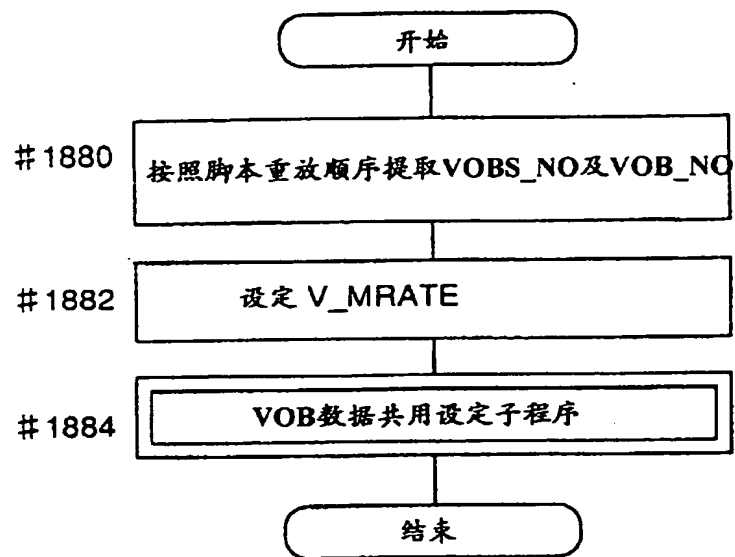 开始
#1880
按照脚本重放顺序提取VOBS_NO及VOB_NO
#1882
设定 V_MRATE
#1884
VOB数据共用设定子程序
结束